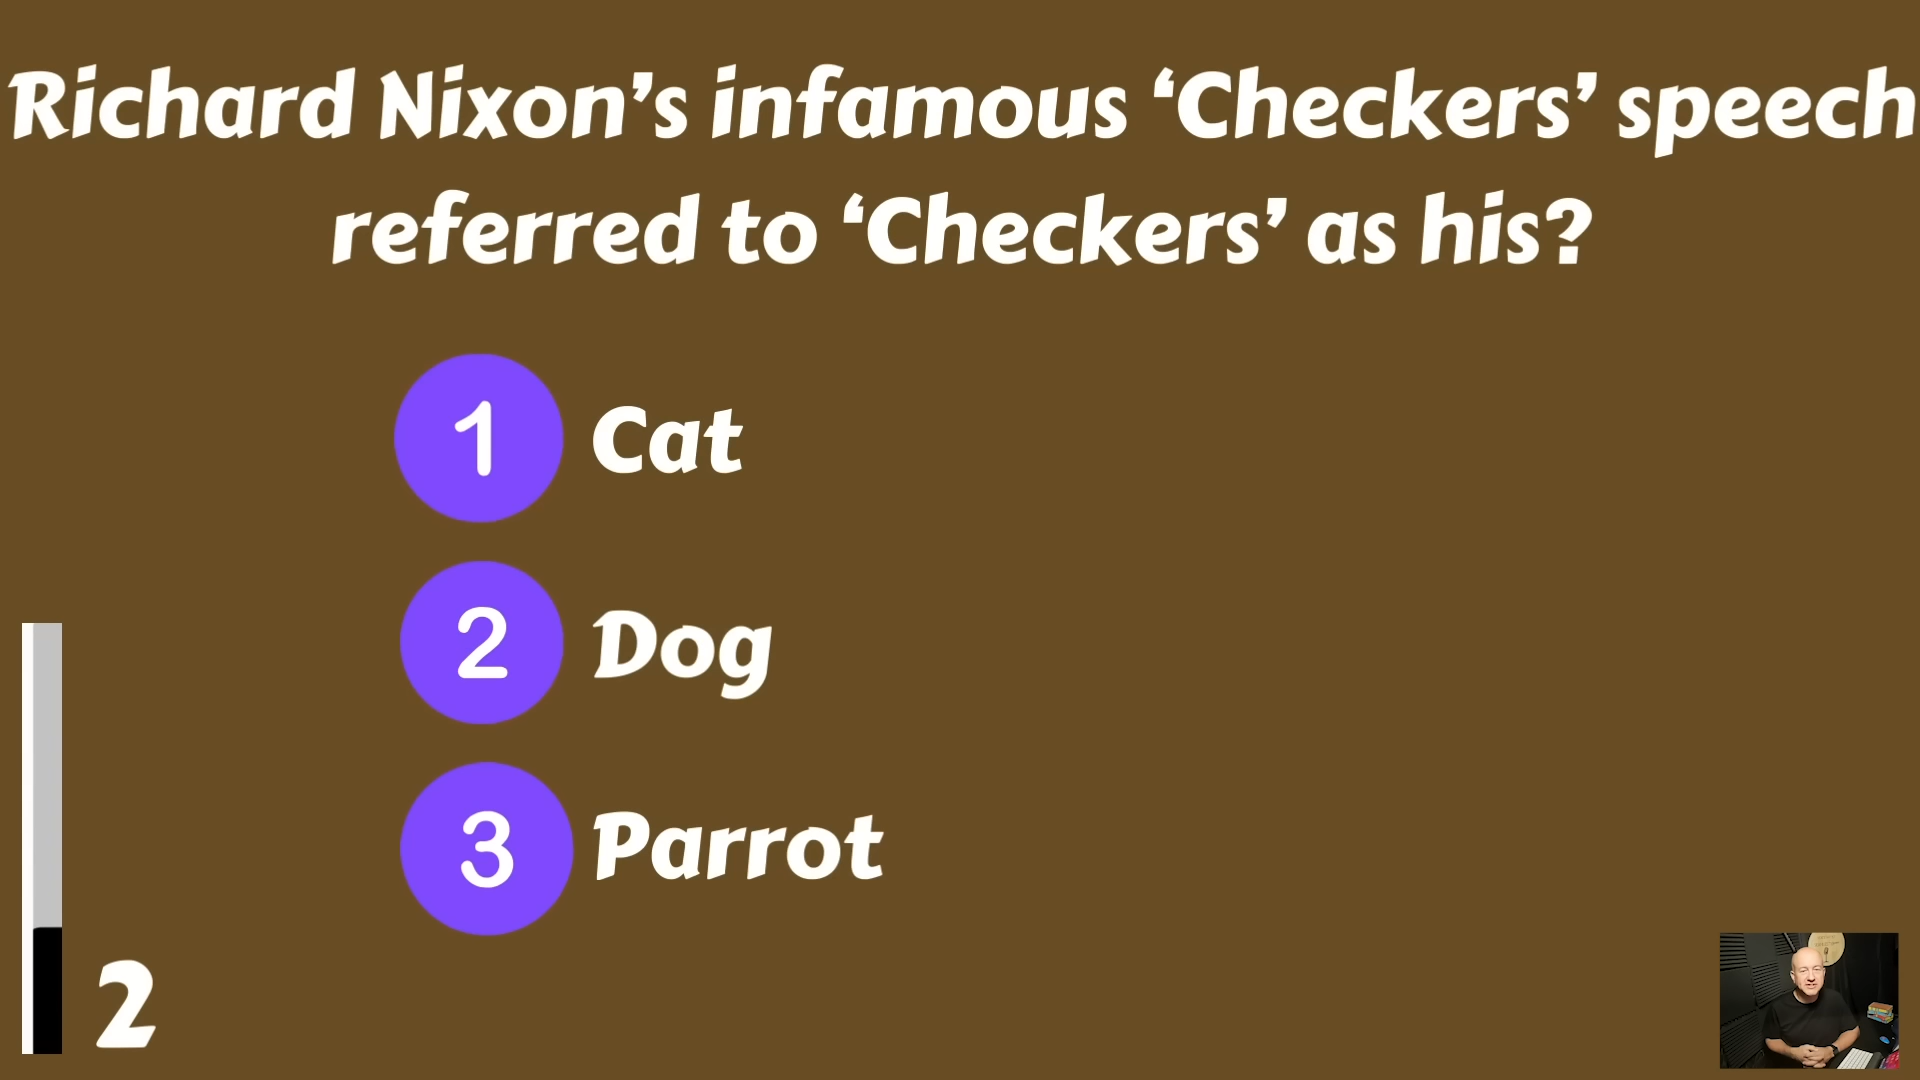 Richard Nixon’s infamous ‘Checkers’ speech
referred to ‘Checkers’ as his?
1 Cat
2 Dog
3 Parrot
2